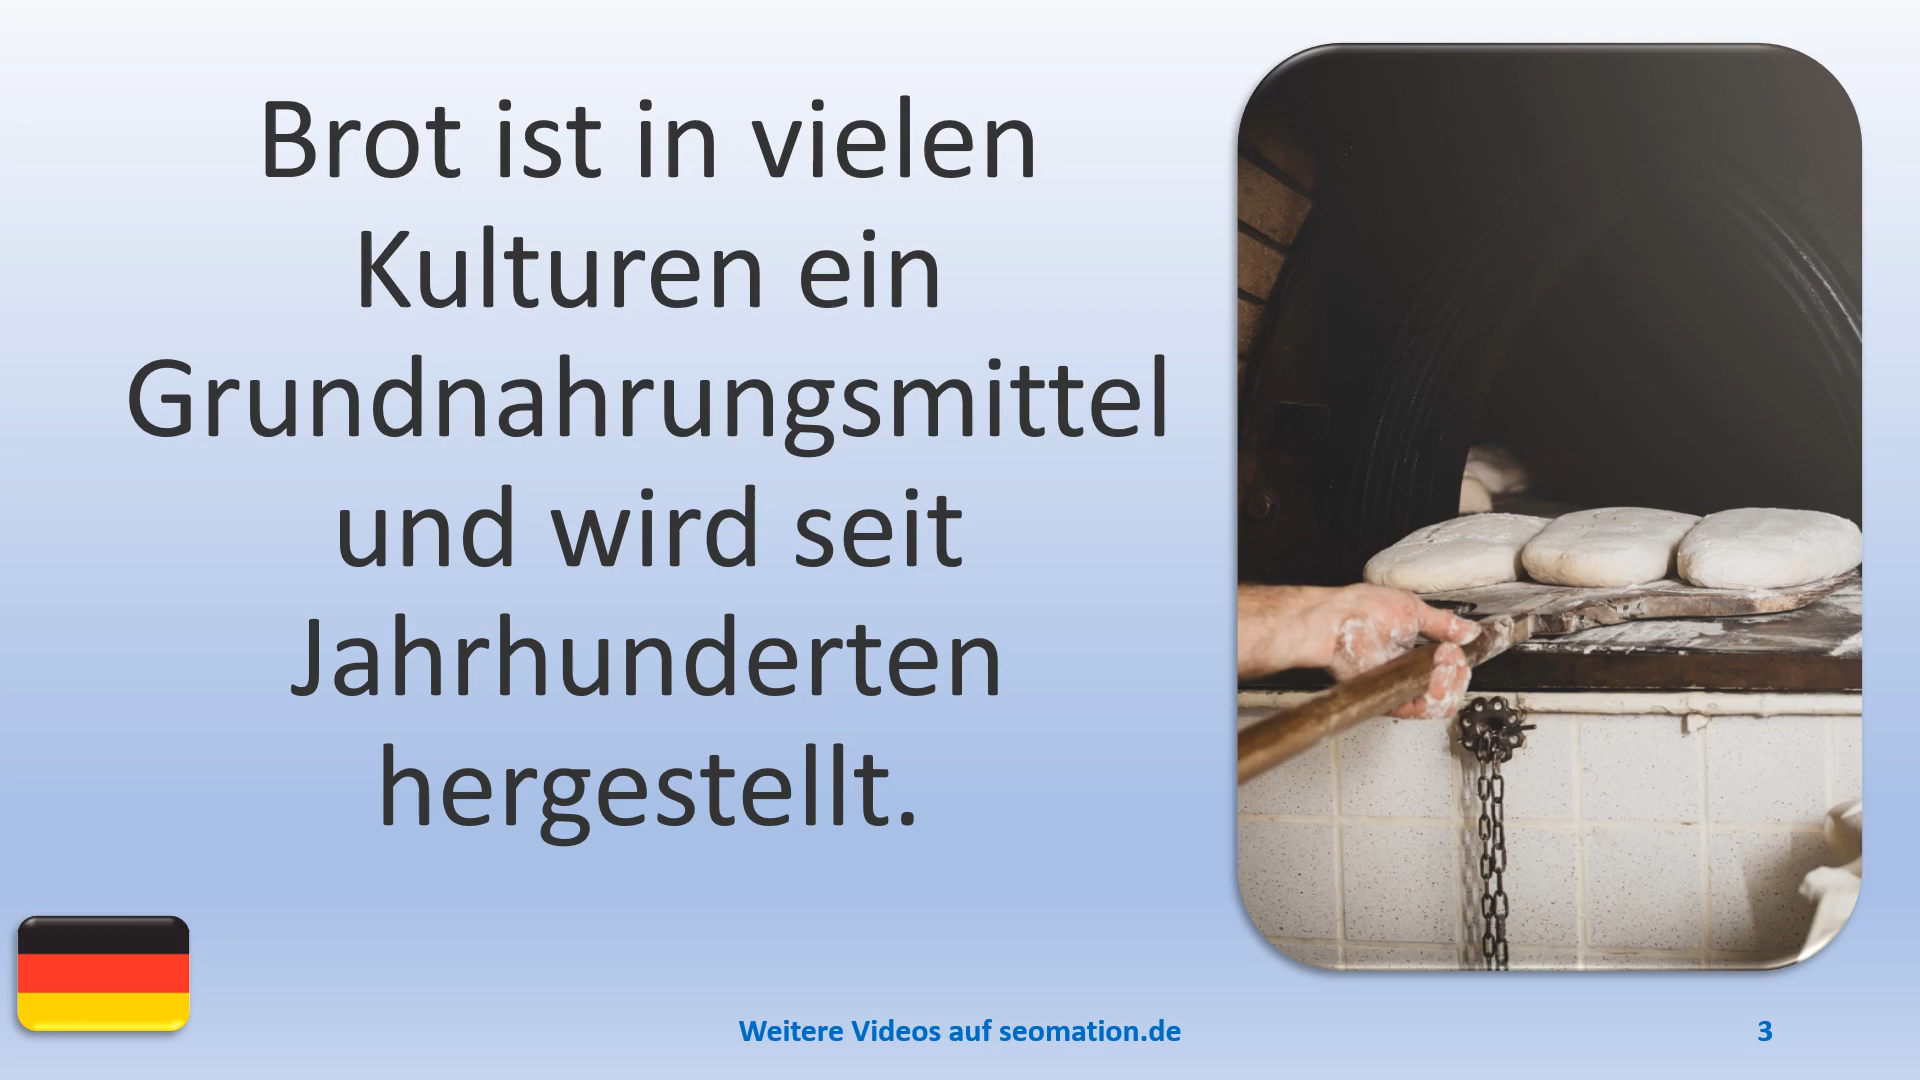 Brot ist in vielen
Kulturen ein
Grundnahrungsmittel
und wird seit
Jahrhunderten
hergestellt.
Weitere Videos auf seomation.de
3